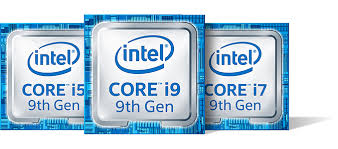 intel
CORE i5
9th Gen
intel
CORE i9
9th Gen
intel
CORE i7
9th Gen